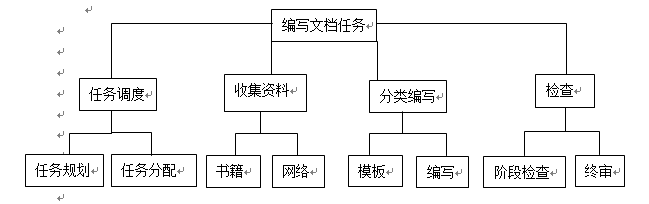 编写文档任务
任务调度
收集资料
分类编写
检查
任务规划
任务分配
书籍
网络
模板
编写
阶段检查
终审